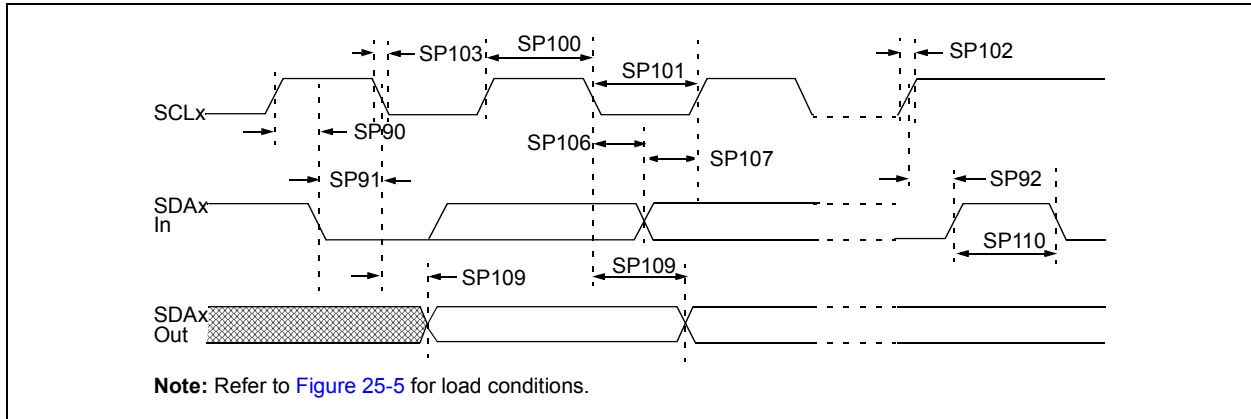 SP103
SP100
SP101
SP102
SCLx
SP90
SP106
SP107
SP91
SP92
SDAx
In
SP110
SP109
SP109
SDAx
Out
Note: Refer to Figure 25-5 for load conditions.